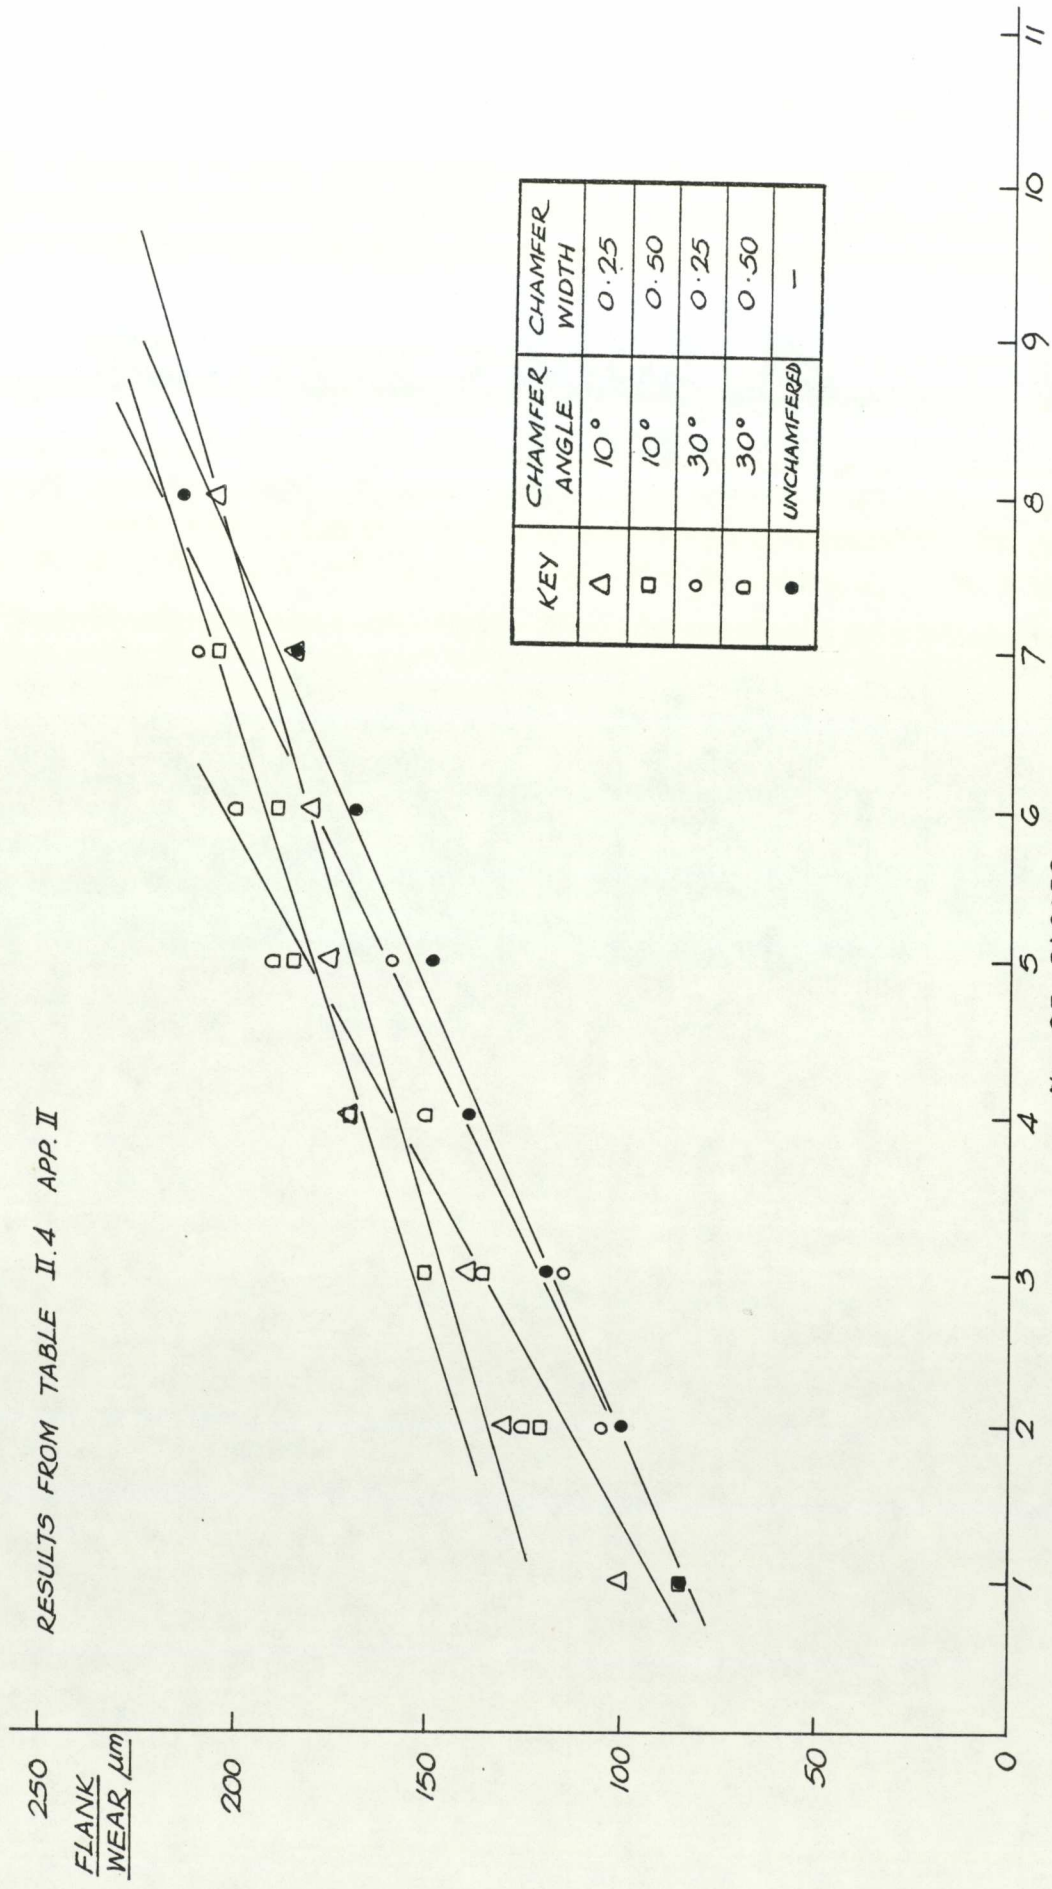 RESULTS FROM TABLE II.4 APP. II
FLANK
WEAR μm
250
200
150
100
50
0
1 2 3 4 5 6 7 8 9 10 11
KEY CHAMFER ANGLE CHAMFER WIDTH
△ 10° 0·25
□ 10° 0·50
○ 30° 0·25
▢ 30° 0·50
● UNCHAMFERED —